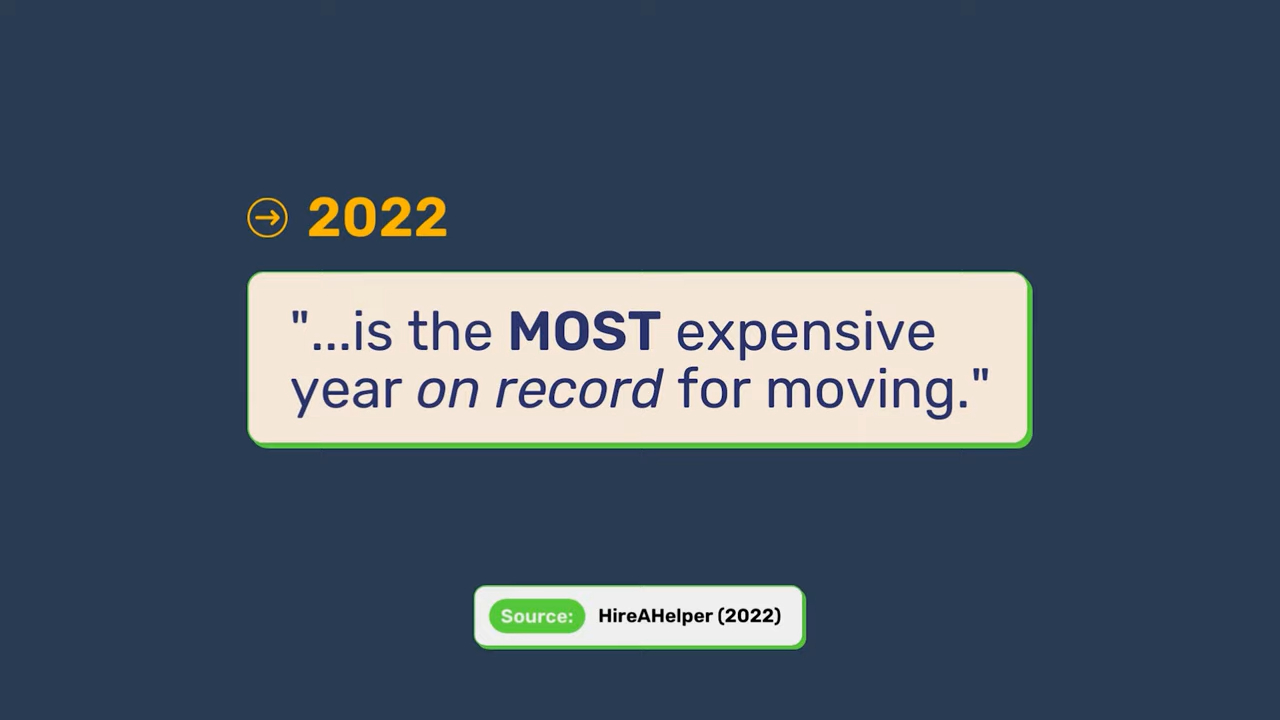 2022
"...is the MOST expensive
year on record for moving."
Source: HireAHelper (2022)